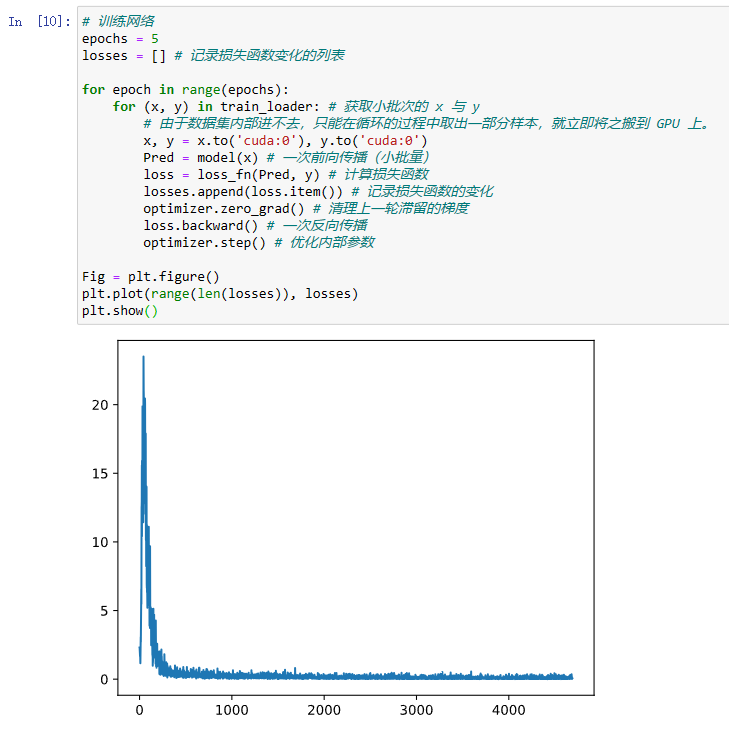 In [10]:
# 训练网络
epochs = 5
losses = [] # 记录损失函数变化的列表
for epoch in range(epochs):
    for (x, y) in train_loader: # 获取小批次的 x 与 y
        # 由于数据集内部进不去，只能在循环的过程中取出一部分样本，就立即将之搬到 GPU 上。
        x, y = x.to('cuda:0'), y.to('cuda:0')
        Pred = model(x) # 一次前向传播（小批量）
        loss = loss_fn(Pred, y) # 计算损失函数
        losses.append(loss.item()) # 记录损失函数的变化
        optimizer.zero_grad() # 清理上一轮滞留的梯度
        loss.backward() # 一次反向传播
        optimizer.step() # 优化内部参数
Fig = plt.figure()
plt.plot(range(len(losses)), losses)
plt.show()
20
15
10
5
0
0 1000 2000 3000 4000